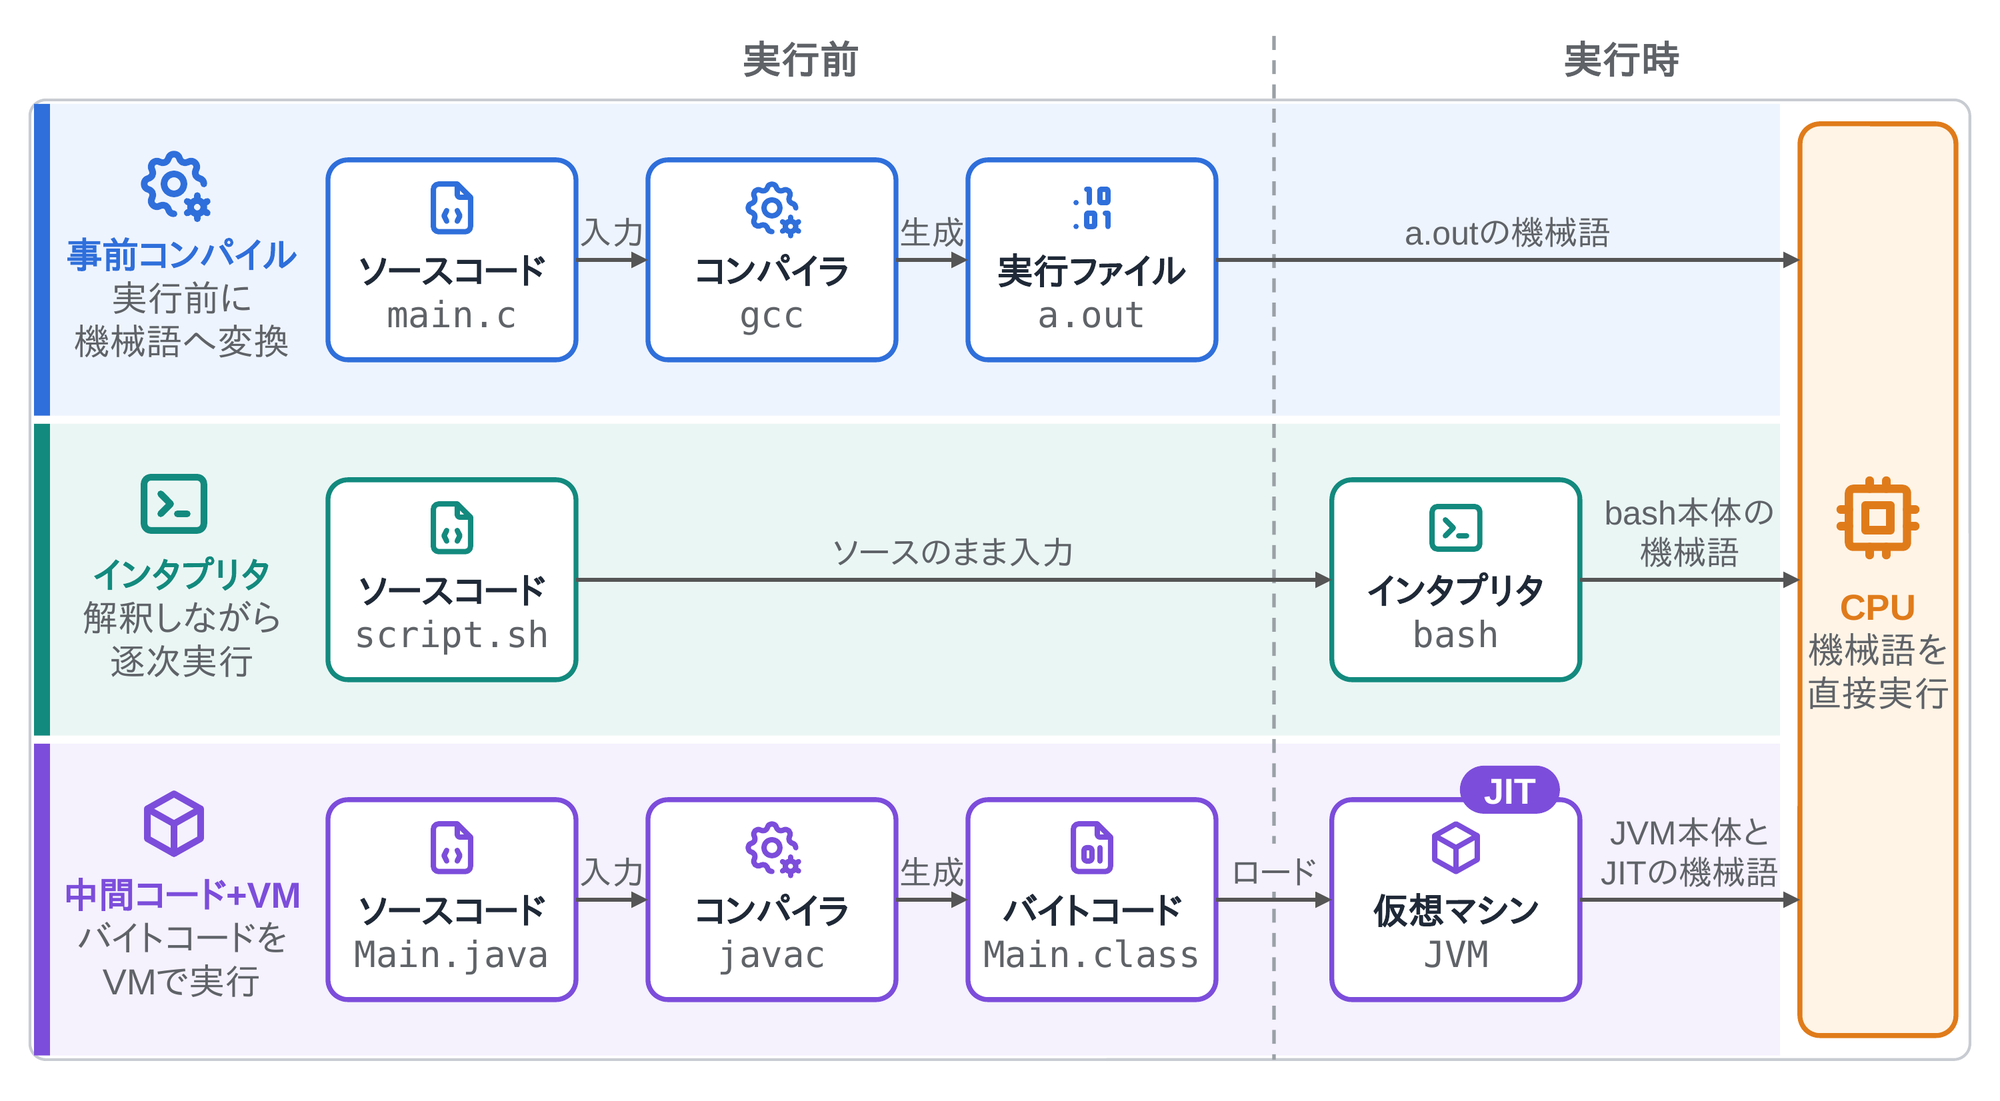 実行前
実行時
事前コンパイル
実行前に
機械語へ変換
ソースコード
main.c
入力
コンパイラ
gcc
生成
実行ファイル
a.out
a.outの機械語
インタプリタ
解釈しながら
逐次実行
ソースコード
script.sh
ソースのまま入力
インタプリタ
bash
bash本体の
機械語
中間コード+VM
バイトコードを
VMで実行
ソースコード
Main.java
入力
コンパイラ
javac
生成
バイトコード
Main.class
ロード
JIT
仮想マシン
JVM
JVM本体と
JITの機械語
CPU
機械語を
直接実行